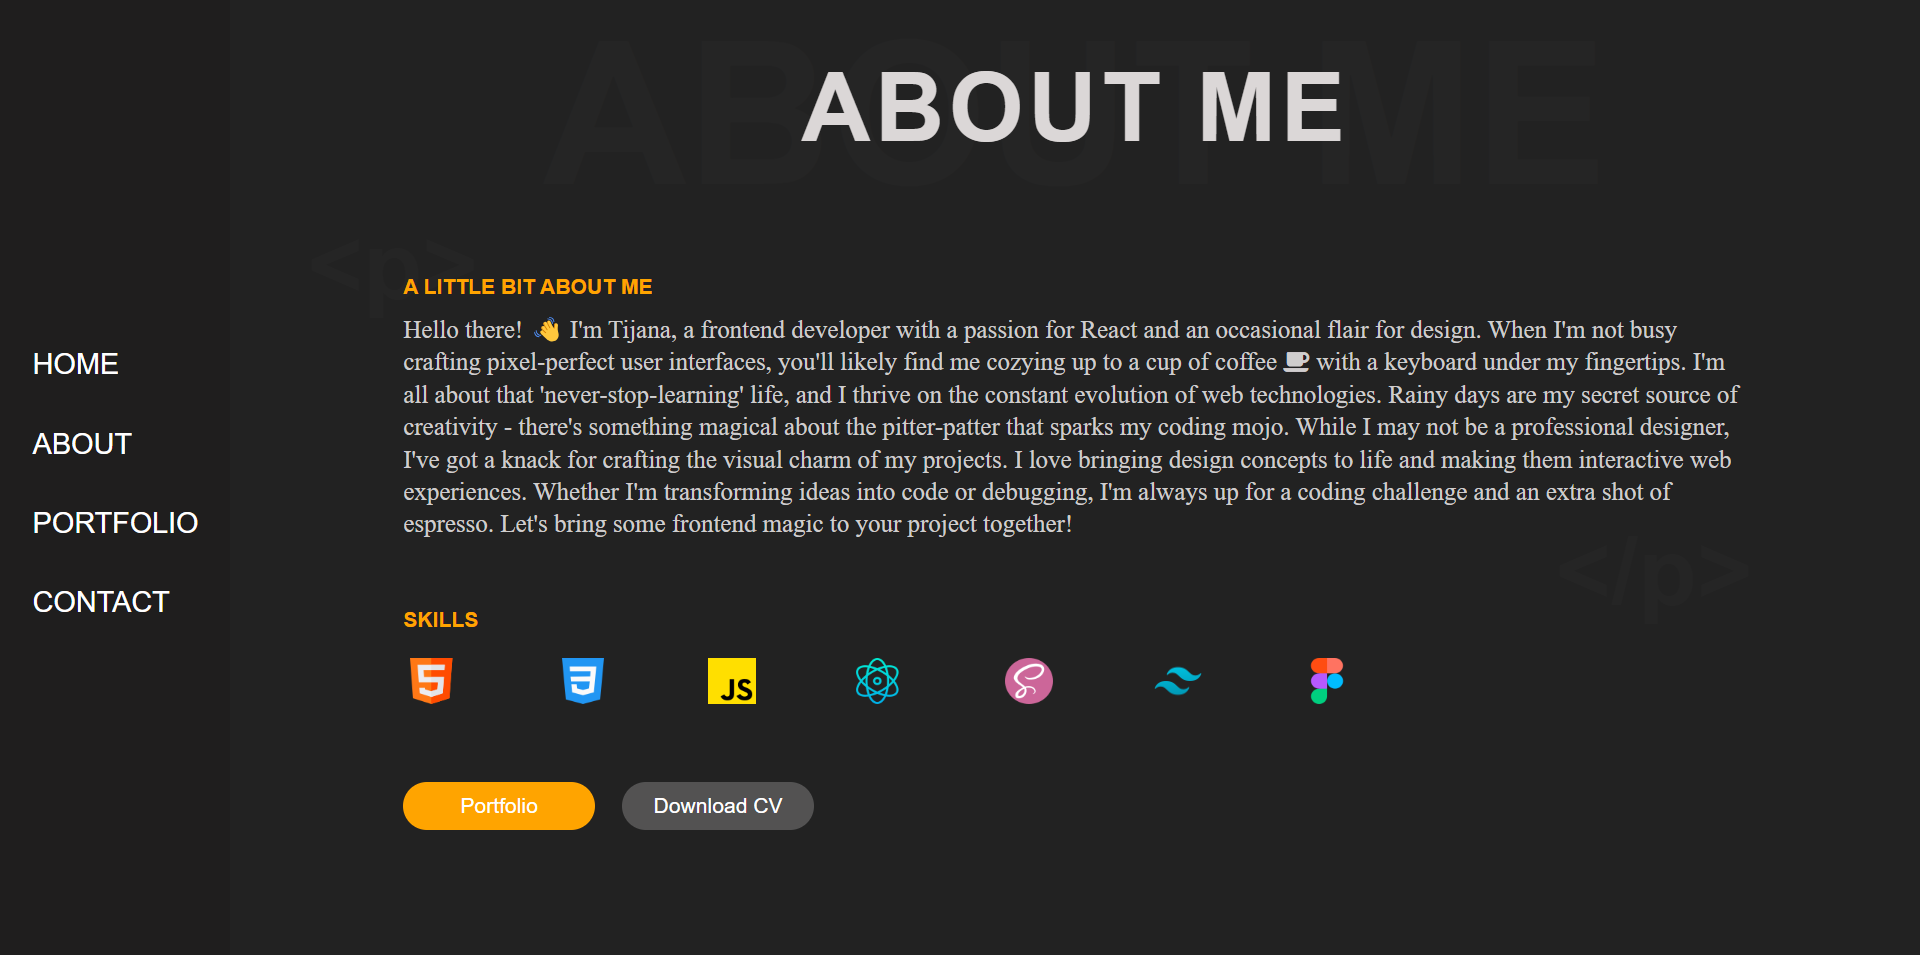 ABOUT ME
ABOUT ME
<p>
A LITTLE BIT ABOUT ME
Hello there! 👋 I'm Tijana, a frontend developer with a passion for React and an occasional flair for design. When I'm not busy
crafting pixel-perfect user interfaces, you'll likely find me cozying up to a cup of coffee with a keyboard under my fingertips. I'm
all about that 'never-stop-learning' life, and I thrive on the constant evolution of web technologies. Rainy days are my secret source of
creativity - there's something magical about the pitter-patter that sparks my coding mojo. While I may not be a professional designer,
I've got a knack for crafting the visual charm of my projects. I love bringing design concepts to life and making them interactive web
experiences. Whether I'm transforming ideas into code or debugging, I'm always up for a coding challenge and an extra shot of
espresso. Let's bring some frontend magic to your project together!
</p>
HOME
ABOUT
PORTFOLIO
CONTACT
SKILLS
5
3
JS
S
Portfolio
Download CV